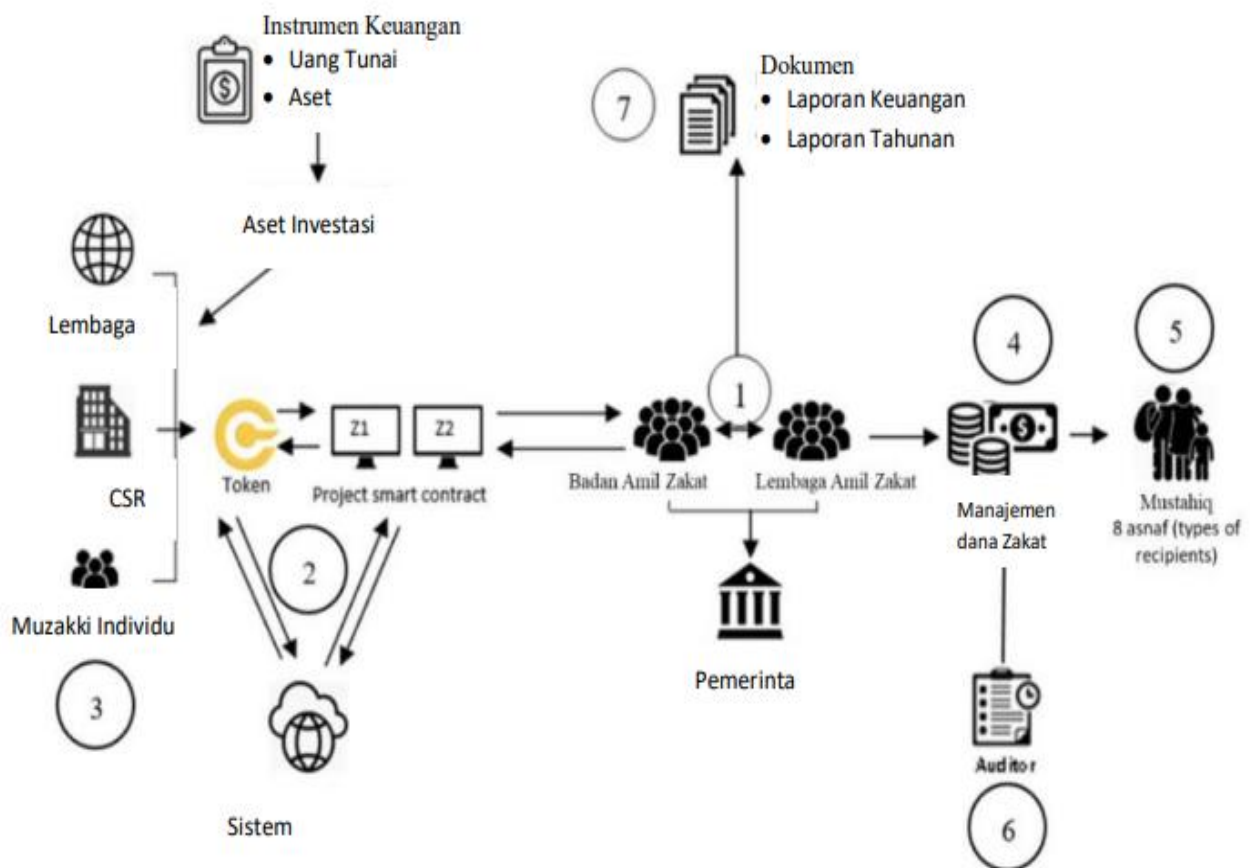 Instrumen Keuangan
• Uang Tunai
• Aset
7
Dokumen
• Laporan Keuangan
• Laporan Tahunan
Aset Investasi
Lembaga
CSR
Muzakki Individu
3
Token
Z1
Z2
Project smart contract
2
Sistem
Badan Amil Zakat
1
Lembaga Amil Zakat
Pemerinta
4
Manajemen
dana Zakat
5
Mustahiq
8 asnaf (types of
recipients)
Auditor
6